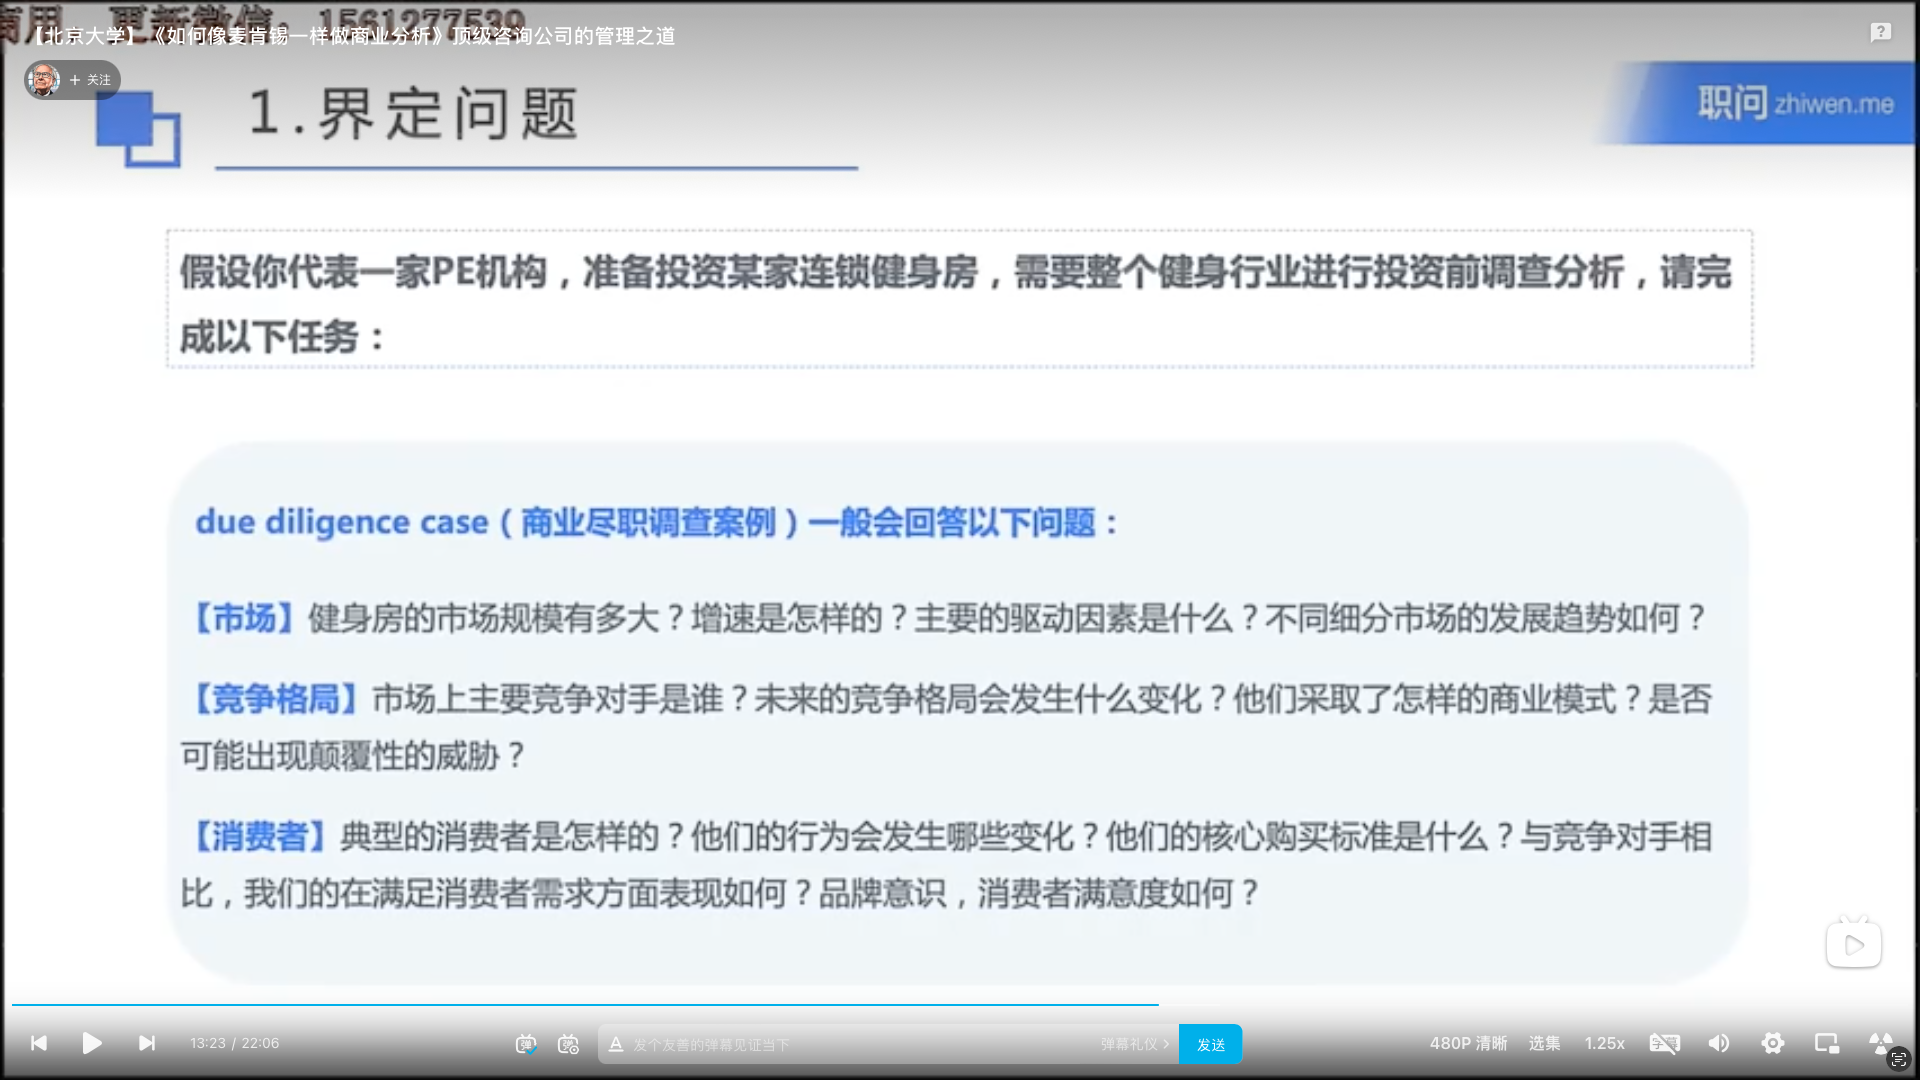 更新微信：1561277539
【北京大学】《如何像麦肯锡一样做商业分析》顶级咨询公司的管理之道
+ 关注
1.界定问题
职问 zhiwen.me
假设你代表一家PE机构，准备投资某家连锁健身房，需要整个健身行业进行投资前调查分析，请完
成以下任务：
due diligence case（商业尽职调查案例）一般会回答以下问题：
【市场】健身房的市场规模有多大？增速是怎样的？主要的驱动因素是什么？不同细分市场的发展趋势如何？
【竞争格局】市场上主要竞争对手是谁？未来的竞争格局会发生什么变化？他们采取了怎样的商业模式？是否
可能出现颠覆性的威胁？
【消费者】典型的消费者是怎样的？他们的行为会发生哪些变化？他们的核心购买标准是什么？与竞争对手相
比，我们的在满足消费者需求方面表现如何？品牌意识，消费者满意度如何？
13:23 / 22:06
弹
弹
A 发个友善的弹幕见证当下
弹幕礼仪 >
发送
480P 清晰
选集
1.25x
字幕